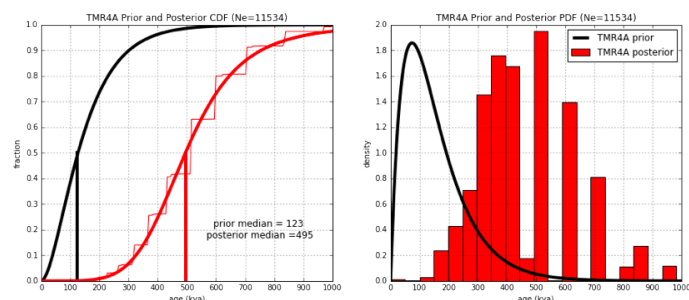 TMR4A Prior and Posterior CDF (Ne=11534)
1.0
0.9
0.8
0.7
0.6
0.5
0.4
0.3
0.2
0.1
0.0
fraction
prior median = 123
posterior median =495
0 100 200 300 400 500 600 700 800 900 1000
age (kya)
TMR4A Prior and Posterior PDF (Ne=11534)
2.0
1.8
1.6
1.4
1.2
1.0
0.8
0.6
0.4
0.2
0.0
density
TMR4A prior
TMR4A posterior
0 100 200 300 400 500 600 700 800 900 1000
age (kya)